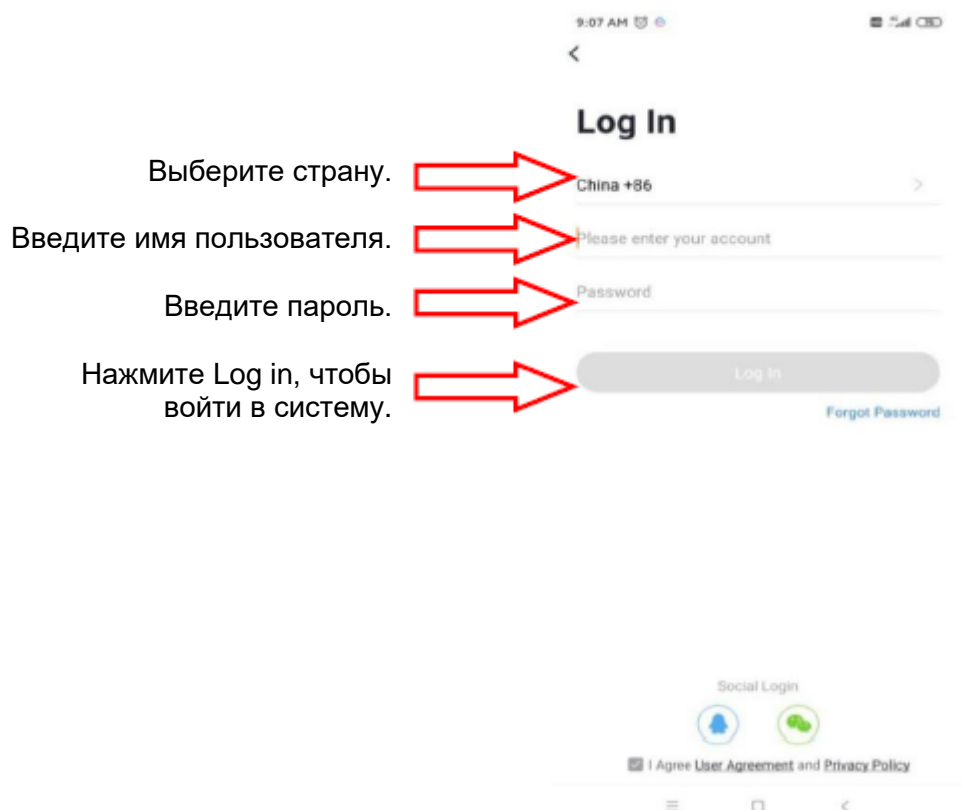 9:07 AM
Log In
Выберите страну.
China +86
Введите имя пользователя.
Please enter your account
Введите пароль.
Password
Нажмите Log in, чтобы
войти в систему.
Log In
Forgot Password
Social Login
I Agree User Agreement and Privacy Policy